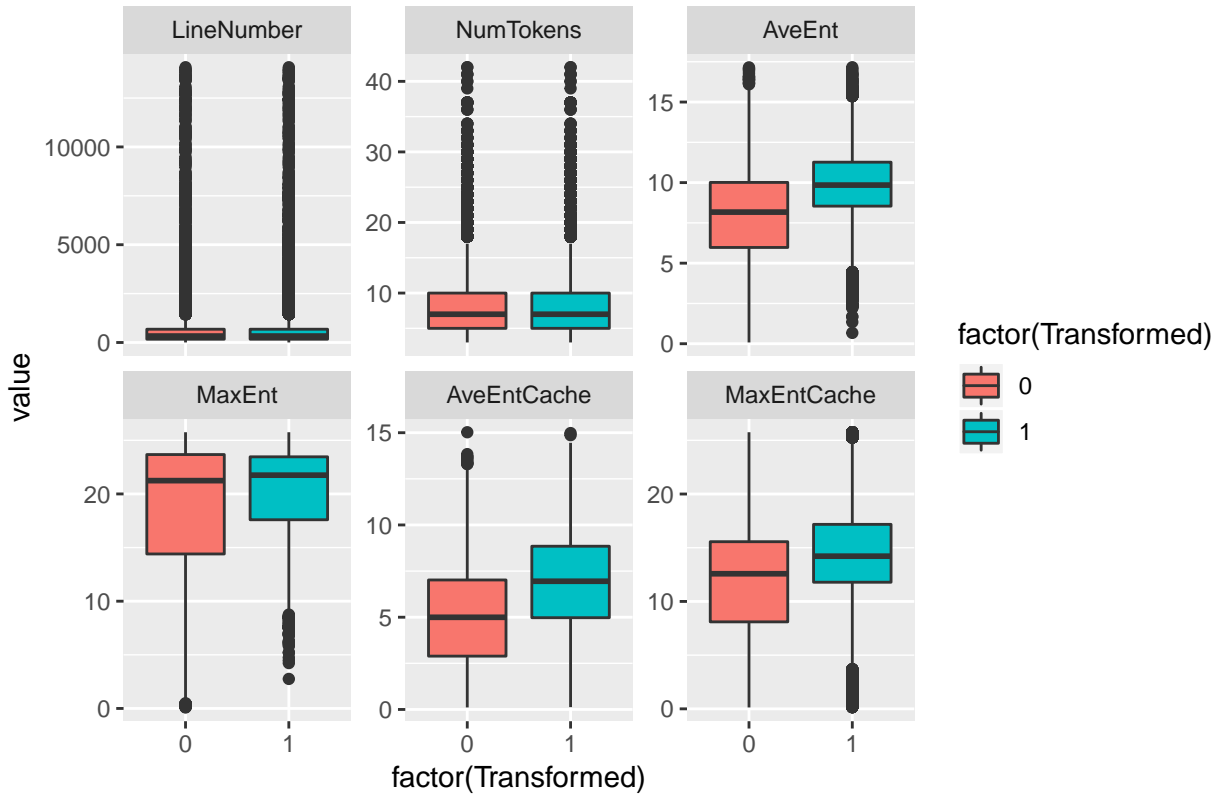 LineNumber
NumTokens
AveEnt
10000
5000
0
40
30
20
10
15
10
5
0
MaxEnt
AveEntCache
MaxEntCache
20
10
0
15
10
5
0
20
10
0
0 1
0 1
0 1
value
factor(Transformed)
factor(Transformed)
0
1